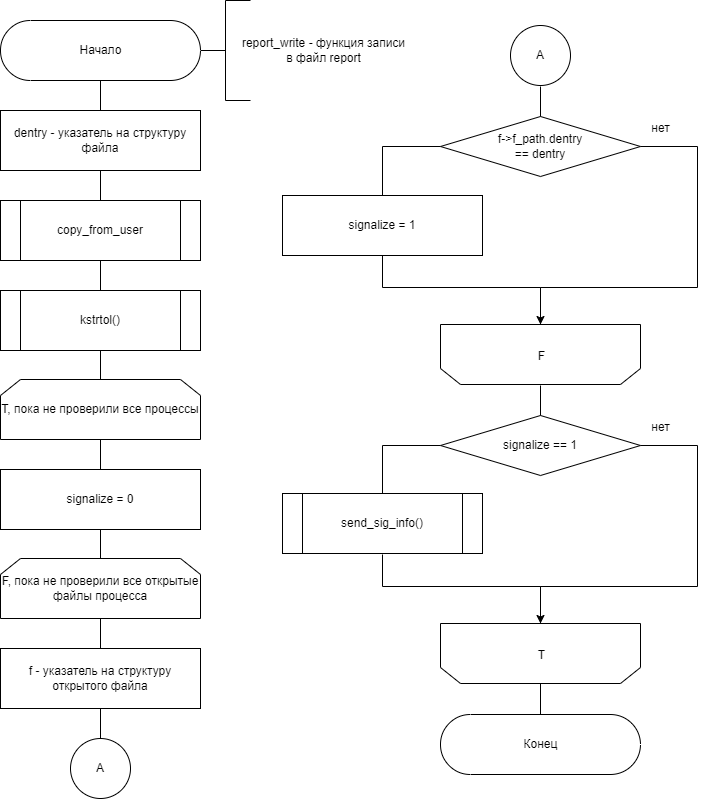 Начало
report_write - функция записи
в файл report
dentry - указатель на структуру
файла
copy_from_user
kstrtol()
T, пока не проверили все процессы
signalize = 0
F, пока не проверили все открытые
файлы процесса
f - указатель на структуру
открытого файла
A
A
f->f_path.dentry
== dentry
нет
signalize = 1
F
signalize == 1
нет
send_sig_info()
T
Конец